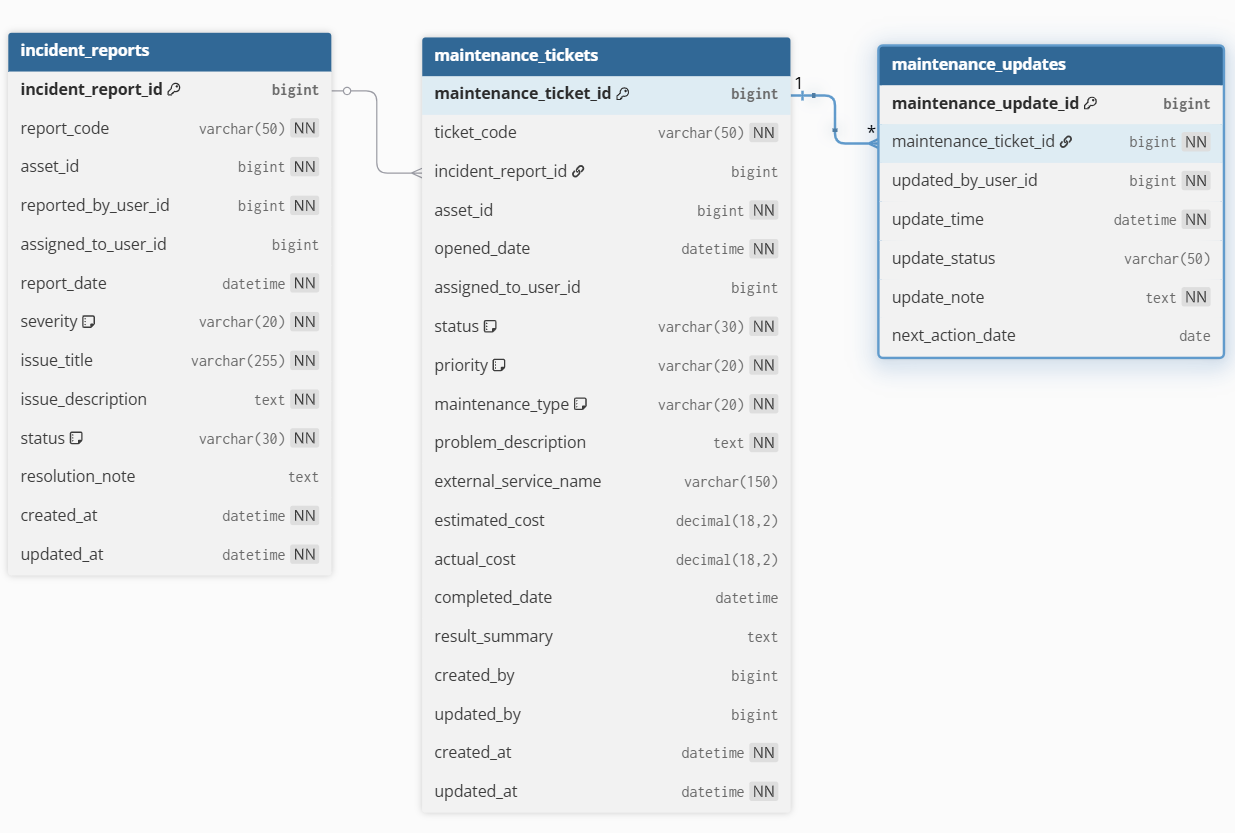 incident_reports
incident_report_id bigint
report_code varchar(50) NN
asset_id bigint NN
reported_by_user_id bigint NN
assigned_to_user_id bigint
report_date datetime NN
severity varchar(20) NN
issue_title varchar(255) NN
issue_description text NN
status varchar(30) NN
resolution_note text
created_at datetime NN
updated_at datetime NN
maintenance_tickets
maintenance_ticket_id bigint
ticket_code varchar(50) NN
incident_report_id bigint
asset_id bigint NN
opened_date datetime NN
assigned_to_user_id bigint
status varchar(30) NN
priority varchar(20) NN
maintenance_type varchar(20) NN
problem_description text NN
external_service_name varchar(150)
estimated_cost decimal(18,2)
actual_cost decimal(18,2)
completed_date datetime
result_summary text
created_by bigint
updated_by bigint
created_at datetime NN
updated_at datetime NN
1
*
maintenance_updates
maintenance_update_id bigint
maintenance_ticket_id bigint NN
updated_by_user_id bigint NN
update_time datetime NN
update_status varchar(50)
update_note text NN
next_action_date date